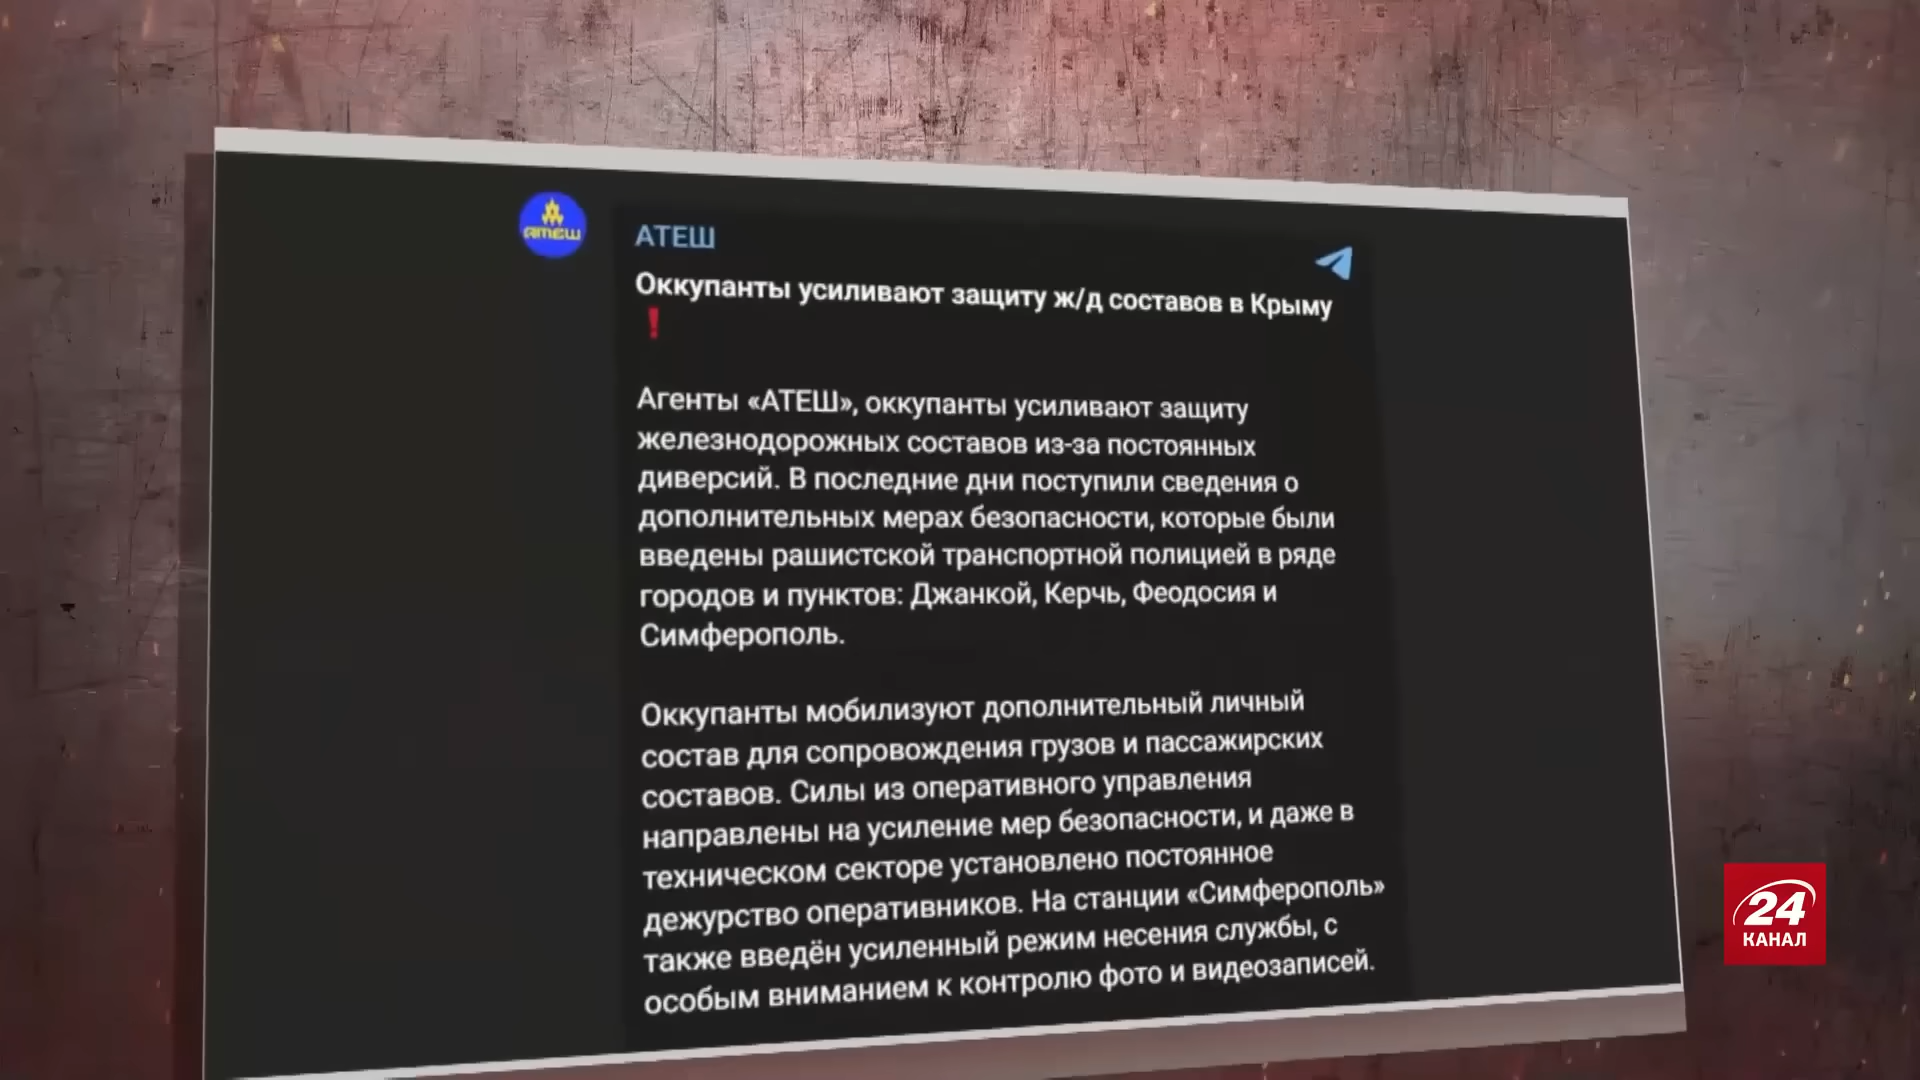 АТЕШ
АТЕШ
Оккупанты усиливают защиту ж/д составов в Крыму
❗
Агенты «АТЕШ», оккупанты усиливают защиту
железнодорожных составов из-за постоянных
диверсий. В последние дни поступили сведения о
дополнительных мерах безопасности, которые были
введены рашистской транспортной полицией в ряде
городов и пунктов: Джанкой, Керчь, Феодосия и
Симферополь.
Оккупанты мобилизуют дополнительный личный
состав для сопровождения грузов и пассажирских
составов. Силы из оперативного управления
направлены на усиление мер безопасности, и даже в
техническом секторе установлено постоянное
дежурство оперативников. На станции «Симферополь»
также введён усиленный режим несения службы, с
особым вниманием к контролю фото и видеозаписей.
24
КАНАЛ